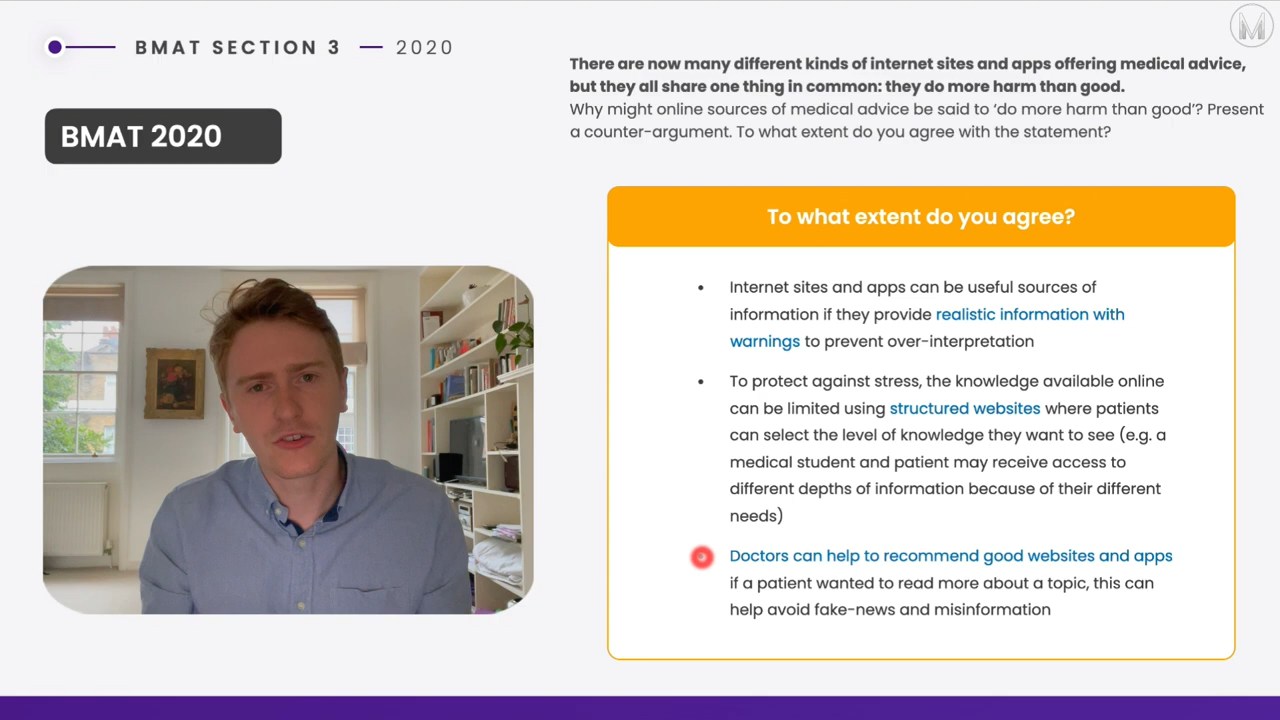 BMAT SECTION 3 — 2020
BMAT 2020
There are now many different kinds of internet sites and apps offering medical advice,
but they all share one thing in common: they do more harm than good.
Why might online sources of medical advice be said to ‘do more harm than good’? Present
a counter-argument. To what extent do you agree with the statement?
To what extent do you agree?
• Internet sites and apps can be useful sources of
information if they provide realistic information with
warnings to prevent over-interpretation
• To protect against stress, the knowledge available online
can be limited using structured websites where patients
can select the level of knowledge they want to see (e.g. a
medical student and patient may receive access to
different depths of information because of their different
needs)
Doctors can help to recommend good websites and apps
if a patient wanted to read more about a topic, this can
help avoid fake-news and misinformation
M